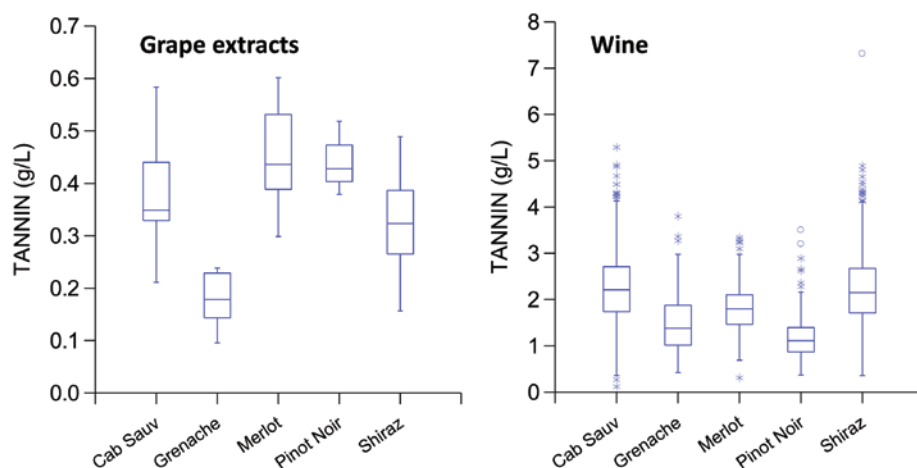 Grape extracts
TANNIN (g/L)
0.7
0.6
0.5
0.4
0.3
0.2
0.1
0.0
Cab Sauv
Grenache
Merlot
Pinot Noir
Shiraz
Wine
TANNIN (g/L)
8
7
6
5
4
3
2
1
0
Cab Sauv
Grenache
Merlot
Pinot Noir
Shiraz